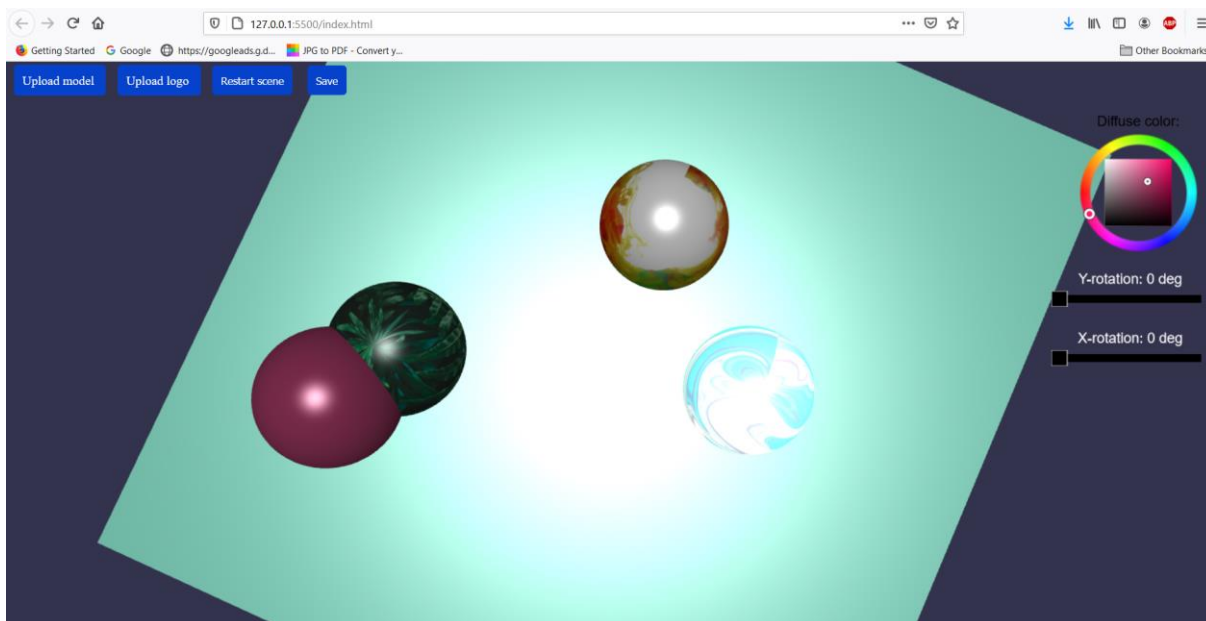 127.0.0.1:5500/index.html
Getting Started Google https://googleads.g.d... JPG to PDF - Convert y... Other Bookmarks
Upload model Upload logo Restart scene Save
Diffuse color:
Y-rotation: 0 deg
X-rotation: 0 deg